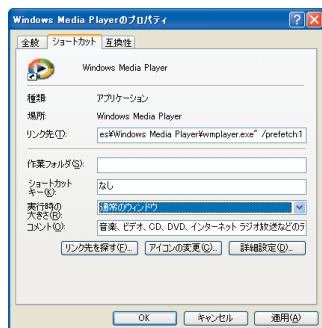 Windows Media Playerのプロパティ
全般 ショートカット 互換性
Windows Media Player
種類: アプリケーション
場所: Windows Media Player
リンク先(T): es¥Windows Media Player¥wmplayer.exe" /prefetch:1
作業フォルダ(S):
ショートカット
キー(K): なし
実行時の
大きさ(R): 通常のウィンドウ
コメント(O): 音楽、ビデオ、CD、DVD、インターネット ラジオ放送などのデ
リンク先を探す(F)... アイコンの変更(C)... 詳細設定(D)...
OK キャンセル 適用(A)